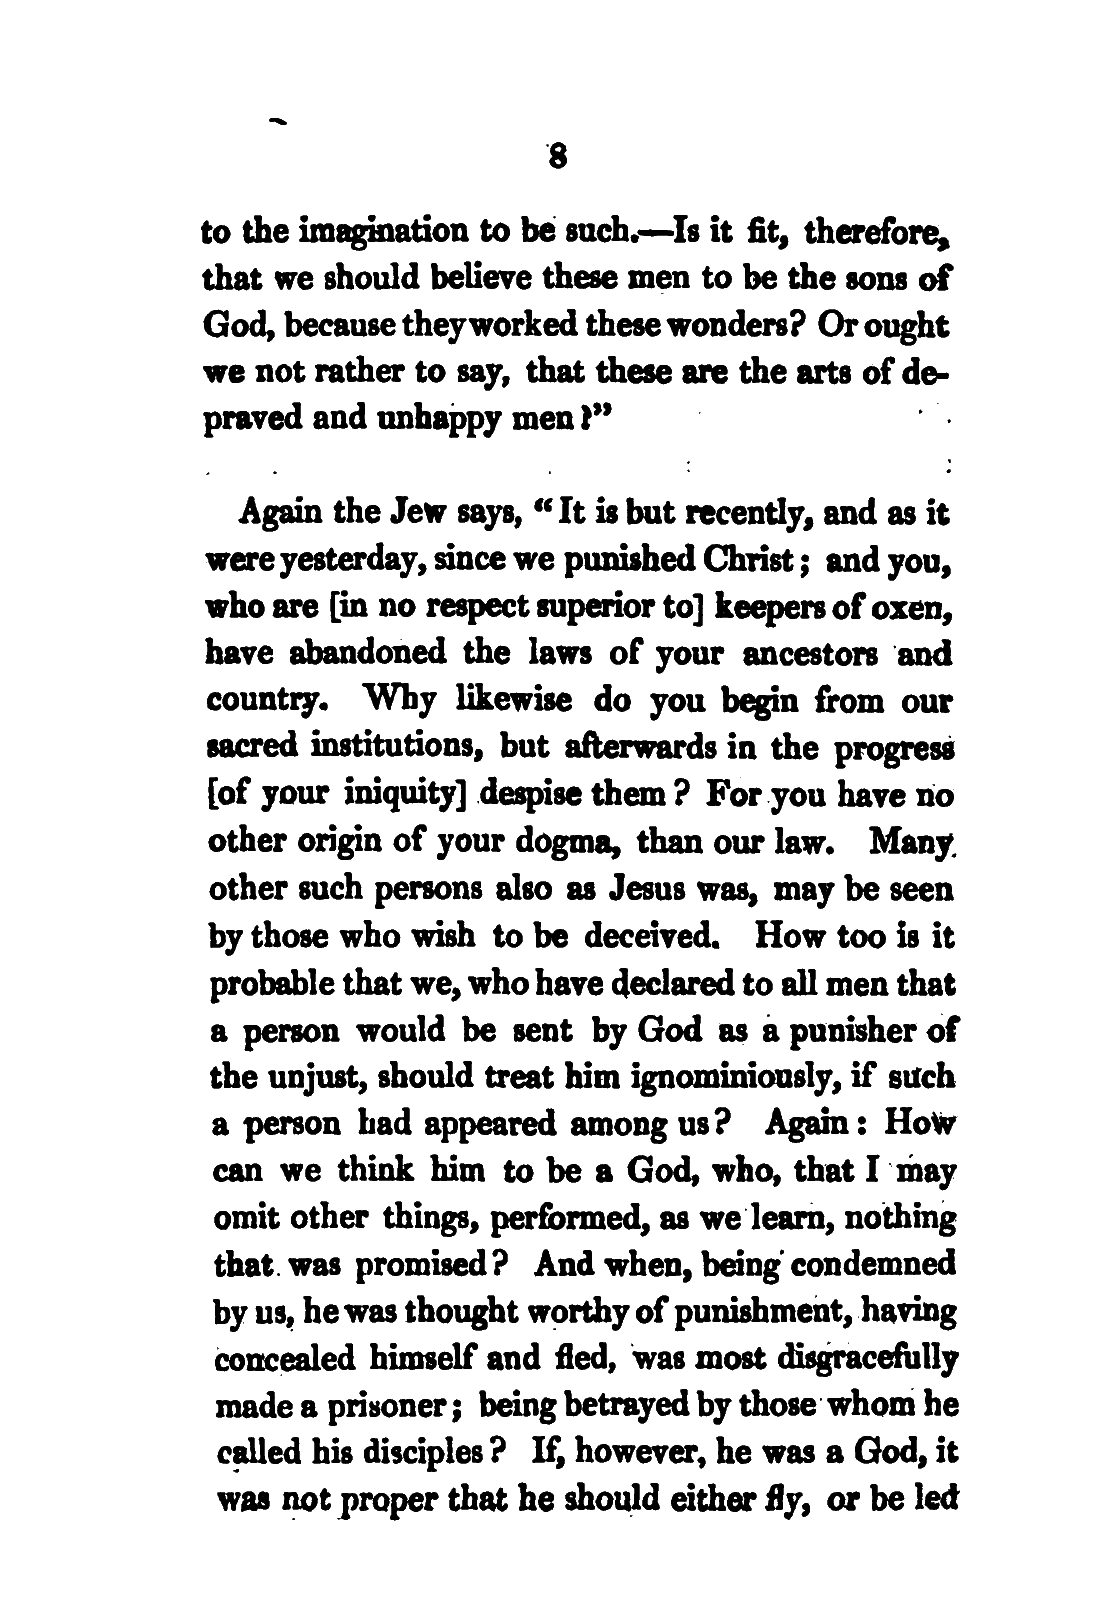 8
to the imagination to be such.—Is it fit, therefore,
that we should believe these men to be the sons of
God, because they worked these wonders? Or ought
we not rather to say, that these are the arts of de-
praved and unhappy men?”
Again the Jew says, “It is but recently, and as it
were yesterday, since we punished Christ; and you,
who are [in no respect superior to] keepers of oxen,
have abandoned the laws of your ancestors and
country. Why likewise do you begin from our
sacred institutions, but afterwards in the progress
[of your iniquity] despise them? For you have no
other origin of your dogma, than our law. Many
other such persons also as Jesus was, may be seen
by those who wish to be deceived. How too is it
probable that we, who have declared to all men that
a person would be sent by God as a punisher of
the unjust, should treat him ignominiously, if such
a person had appeared among us? Again: How
can we think him to be a God, who, that I may
omit other things, performed, as we learn, nothing
that was promised? And when, being condemned
by us, he was thought worthy of punishment, having
concealed himself and fled, was most disgracefully
made a prisoner; being betrayed by those whom he
called his disciples? If, however, he was a God, it
was not proper that he should either fly, or be led